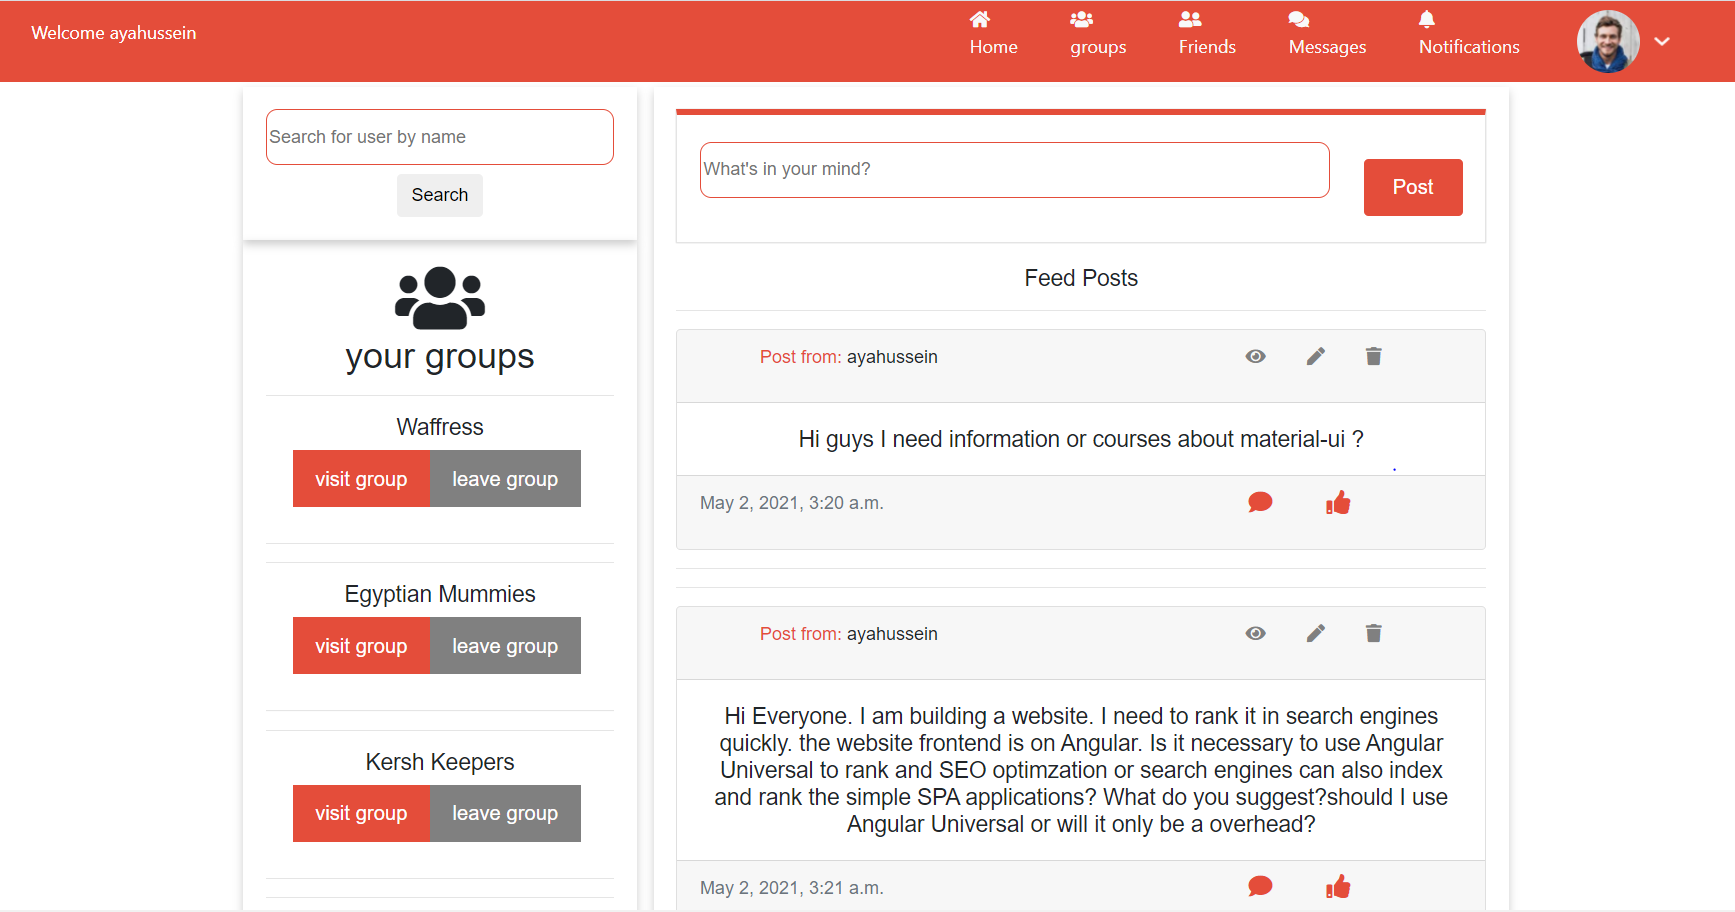 Welcome ayahussein
Home
groups
Friends
Messages
Notifications
Search for user by name
Search
your groups
Waffress
visit group
leave group
Egyptian Mummies
visit group
leave group
Kersh Keepers
visit group
leave group
What's in your mind?
Post
Feed Posts
Post from: ayahussein
Hi guys I need information or courses about material-ui ?
May 2, 2021, 3:20 a.m.
Post from: ayahussein
Hi Everyone. I am building a website. I need to rank it in search engines
quickly. the website frontend is on Angular. Is it necessary to use Angular
Universal to rank and SEO optimzation or search engines can also index
and rank the simple SPA applications? What do you suggest?should I use
Angular Universal or will it only be a overhead?
May 2, 2021, 3:21 a.m.